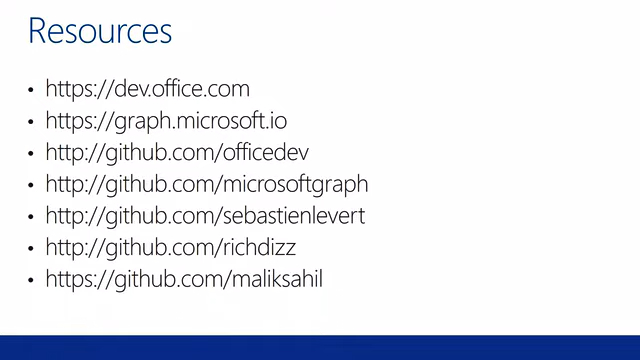 Resources
• https://dev.office.com
• https://graph.microsoft.io
• http://github.com/officedev
• http://github.com/microsoftgraph
• http://github.com/sebastienlevert
• http://github.com/richdizz
• https://github.com/maliksahil